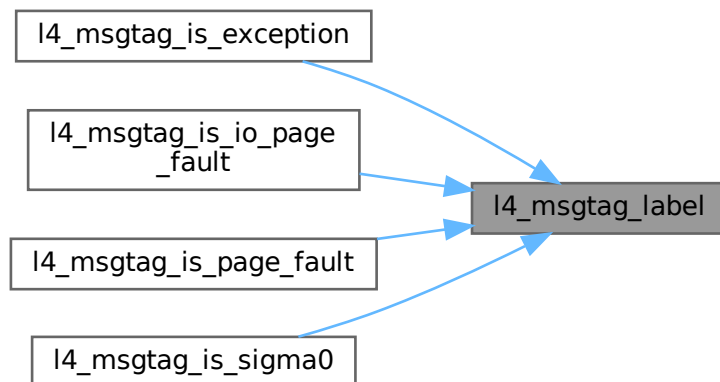 l4_msgtag_is_exception
l4_msgtag_is_io_page
_fault
l4_msgtag_label
l4_msgtag_is_page_fault
l4_msgtag_is_sigma0